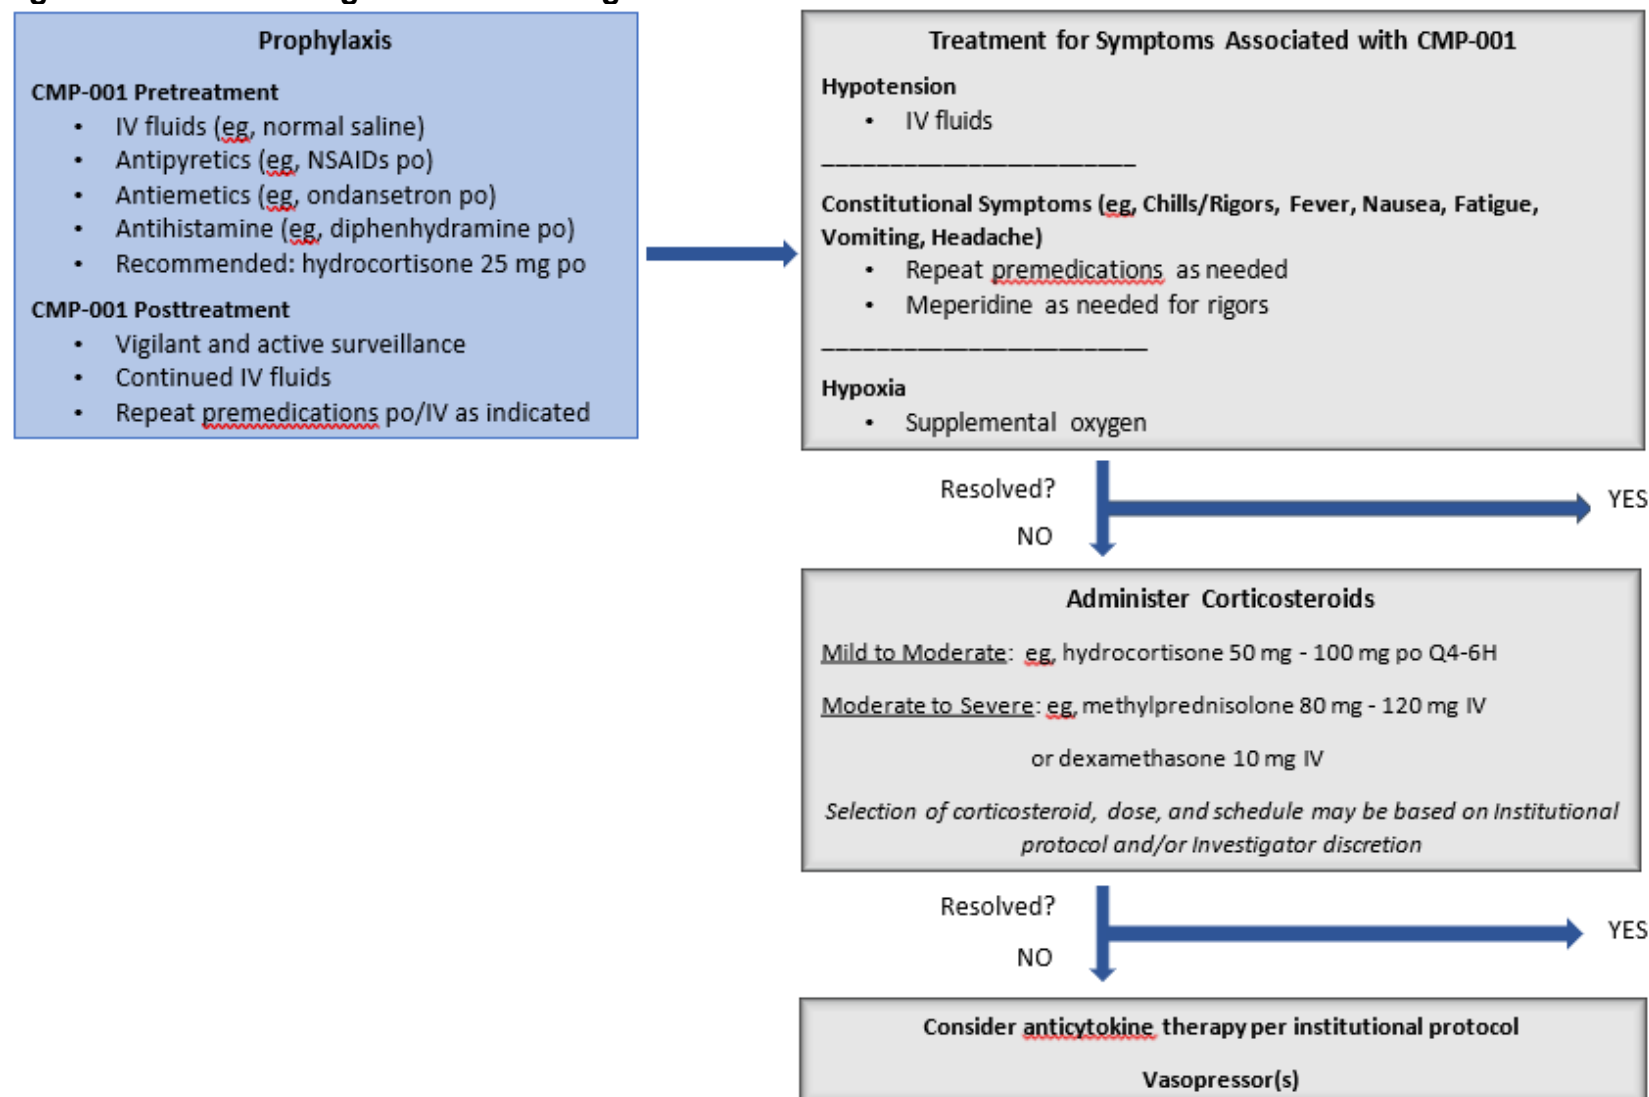 Prophylaxis
CMP-001 Pretreatment
• IV fluids (eg, normal saline)
• Antipyretics (eg, NSAIDs po)
• Antiemetics (eg, ondansetron po)
• Antihistamine (eg, diphenhydramine po)
• Recommended: hydrocortisone 25 mg po
CMP-001 Posttreatment
• Vigilant and active surveillance
• Continued IV fluids
• Repeat premedications po/IV as indicated
Treatment for Symptoms Associated with CMP-001
Hypotension
• IV fluids
Constitutional Symptoms (eg, Chills/Rigors, Fever, Nausea, Fatigue,
Vomiting, Headache)
• Repeat premedications as needed
• Meperidine as needed for rigors
Hypoxia
• Supplemental oxygen
Resolved?
YES
NO
Administer Corticosteroids
Mild to Moderate: eg, hydrocortisone 50 mg - 100 mg po Q4-6H
Moderate to Severe: eg, methylprednisolone 80 mg - 120 mg IV
or dexamethasone 10 mg IV
Selection of corticosteroid, dose, and schedule may be based on Institutional
protocol and/or Investigator discretion
Resolved?
YES
NO
Consider anticytokine therapy per institutional protocol
Vasopressor(s)